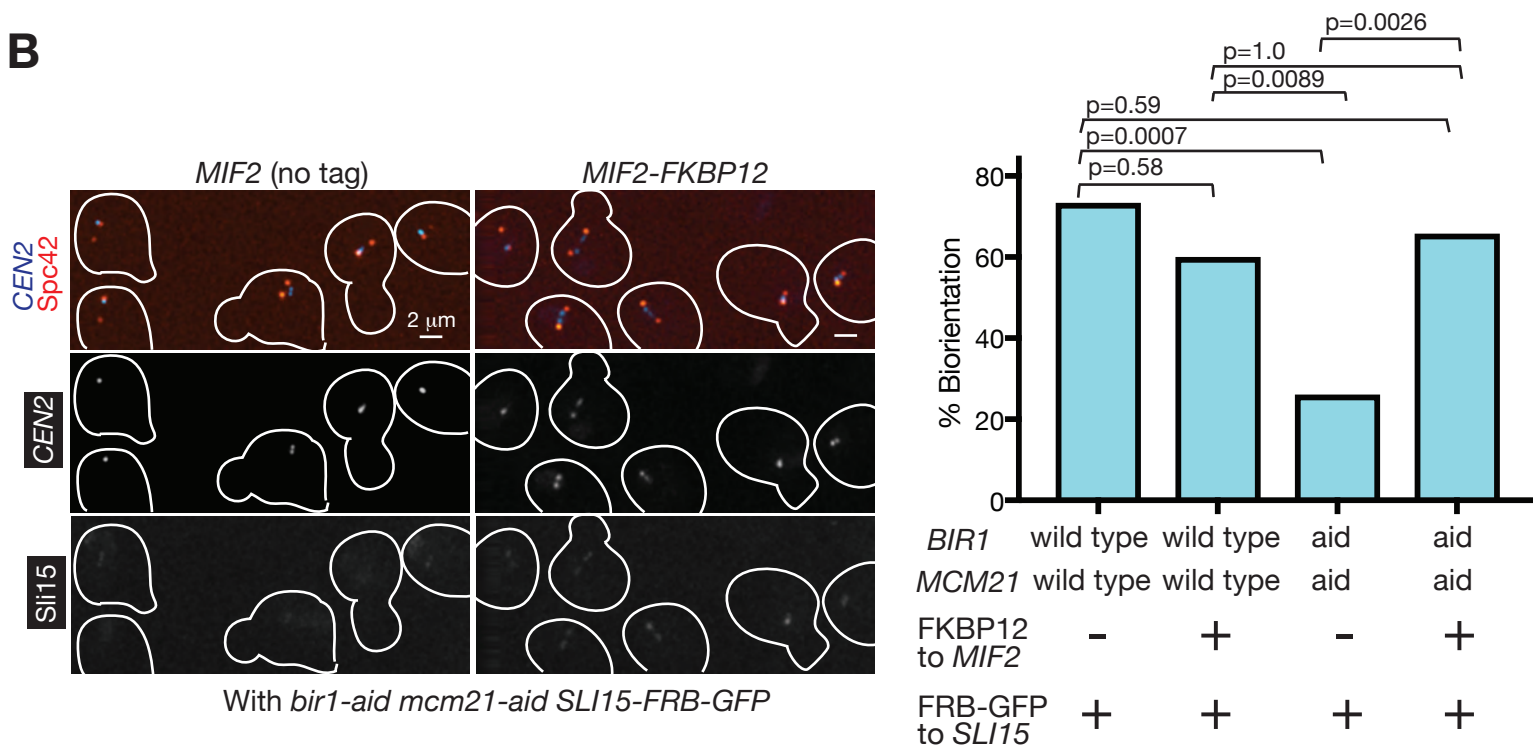 B
MIF2 (no tag)
MIF2-FKBP12
CEN2
Spc42
2 μm
CEN2
Sli15
With bir1-aid mcm21-aid SLI15-FRB-GFP
p=0.0026
p=1.0
p=0.0089
p=0.59
p=0.0007
p=0.58
% Biorientation
80
60
40
20
0
BIR1 wild type wild type aid aid
MCM21 wild type wild type aid aid
FKBP12
to MIF2 - + - +
FRB-GFP
to SLI15 + + + +